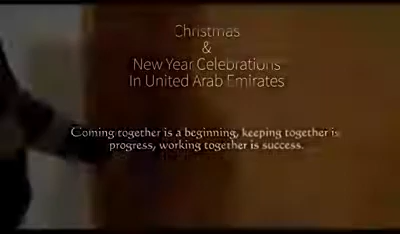 Christmas
&
New Year Celebrations
In United Arab Emirates
Coming together is a beginning, keeping together is
progress, working together is success.